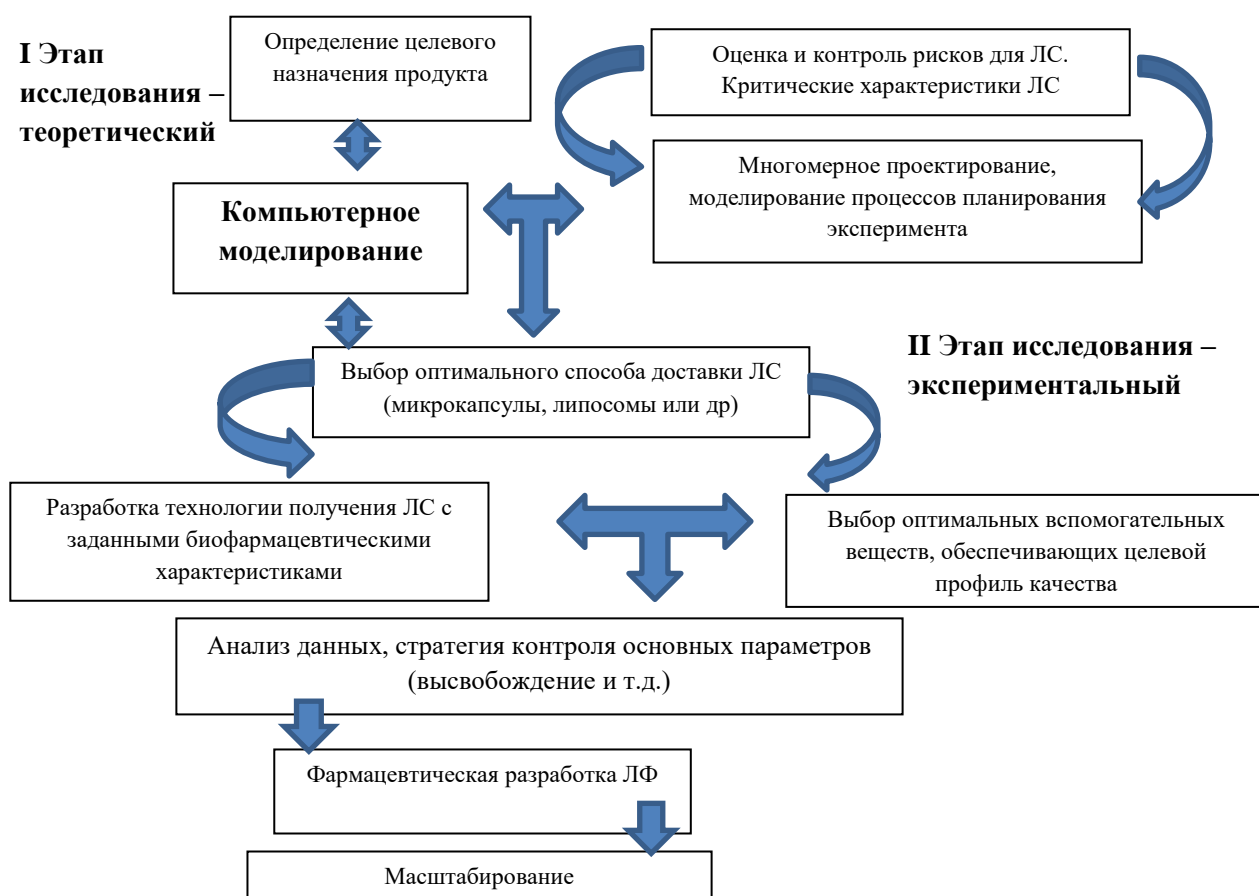 I Этап
исследования –
теоретический
Определение целевого
назначения продукта
Оценка и контроль рисков для ЛС.
Критические характеристики ЛС
Многомерное проектирование,
моделирование процессов планирования
эксперимента
Компьютерное
моделирование
II Этап исследования –
экспериментальный
Выбор оптимального способа доставки ЛС
(микрокапсулы, липосомы или др)
Разработка технологии получения ЛС с
заданными биофармацевтическими
характеристиками
Выбор оптимальных вспомогательных
веществ, обеспечивающих целевой
профиль качества
Анализ данных, стратегия контроля основных параметров
(высвобождение и т.д.)
Фармацевтическая разработка ЛФ
Масштабирование